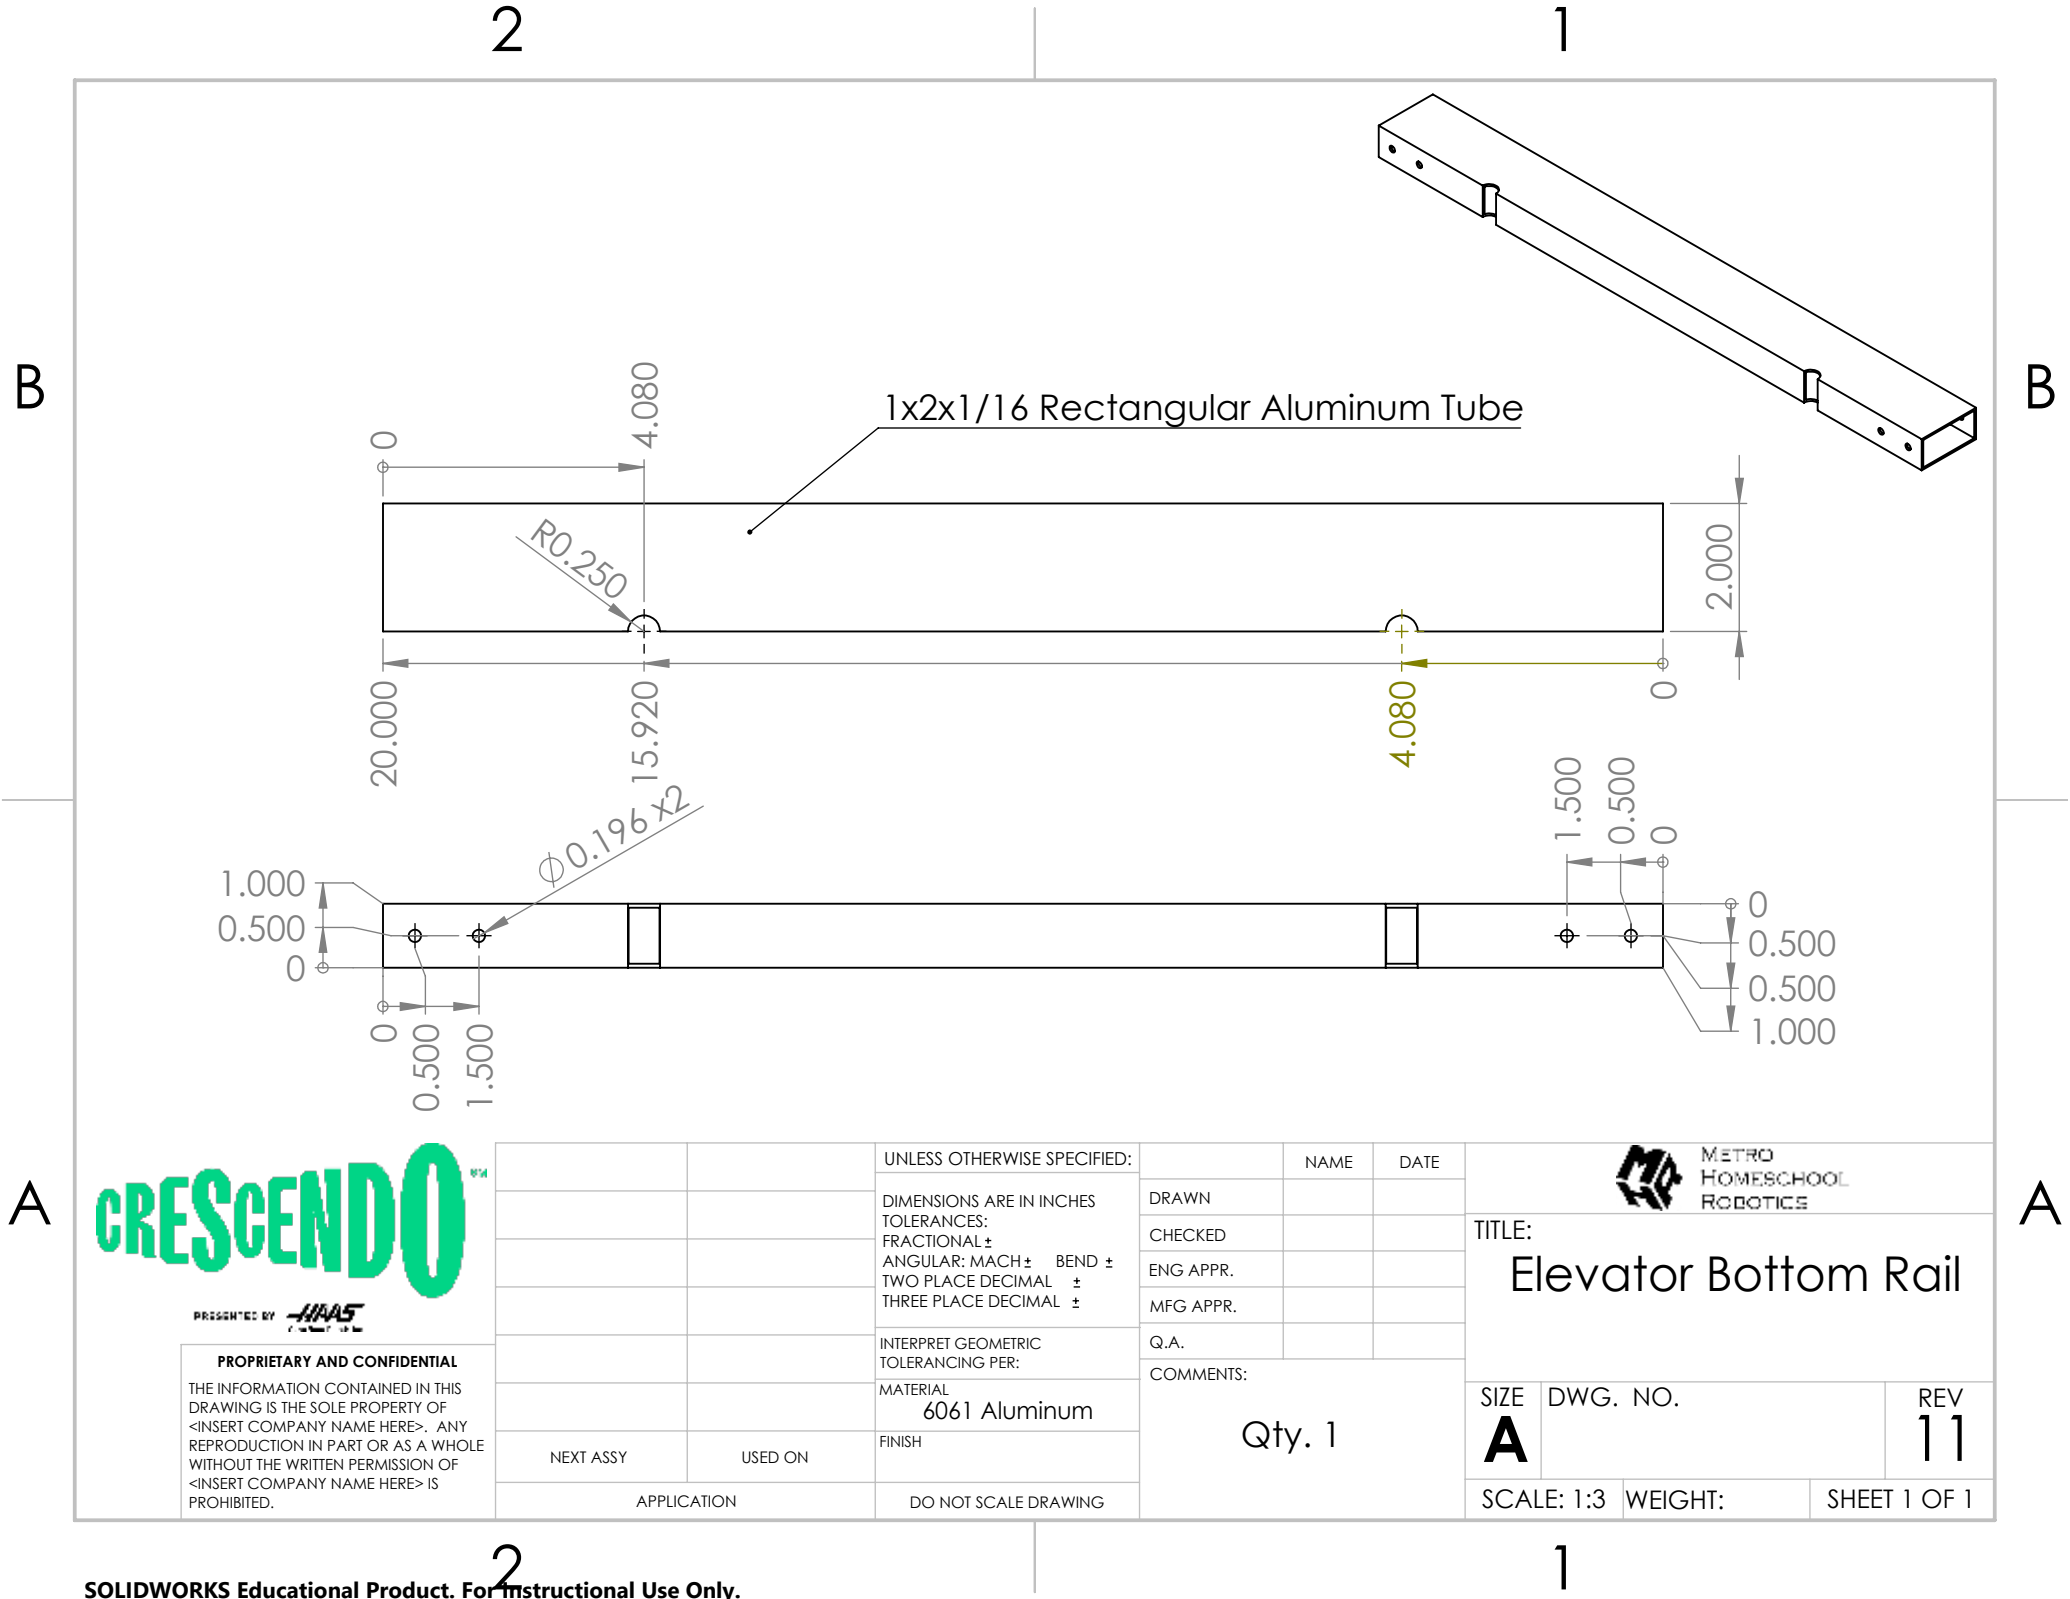 2
1
B
B
0
4.080
1x2x1/16 Rectangular Aluminum Tube
R0.250
2.000
20.000
15.920
4.080
0
Ø0.196 x2
1.500
0.500
0
1.000
0.500
0
0
0.500
0.500
1.000
0
0.500
1.500
A
A
CRESCENDO
PRESENTED BY HAAS
PROPRIETARY AND CONFIDENTIAL
THE INFORMATION CONTAINED IN THIS
DRAWING IS THE SOLE PROPERTY OF
<INSERT COMPANY NAME HERE>. ANY
REPRODUCTION IN PART OR AS A WHOLE
WITHOUT THE WRITTEN PERMISSION OF
<INSERT COMPANY NAME HERE> IS
PROHIBITED.
NEXT ASSY
USED ON
APPLICATION
UNLESS OTHERWISE SPECIFIED:
DIMENSIONS ARE IN INCHES
TOLERANCES:
FRACTIONAL ±
ANGULAR: MACH ± BEND ±
TWO PLACE DECIMAL ±
THREE PLACE DECIMAL ±
INTERPRET GEOMETRIC
TOLERANCING PER:
MATERIAL
6061 Aluminum
FINISH
DO NOT SCALE DRAWING
NAME
DATE
DRAWN
CHECKED
ENG APPR.
MFG APPR.
Q.A.
COMMENTS:
Qty. 1
METRO
HOMESCHOOL
ROBOTICS
TITLE:
Elevator Bottom Rail
SIZE
A
DWG. NO.
REV
11
SCALE: 1:3
WEIGHT:
SHEET 1 OF 1
2
1
SOLIDWORKS Educational Product. For Instructional Use Only.